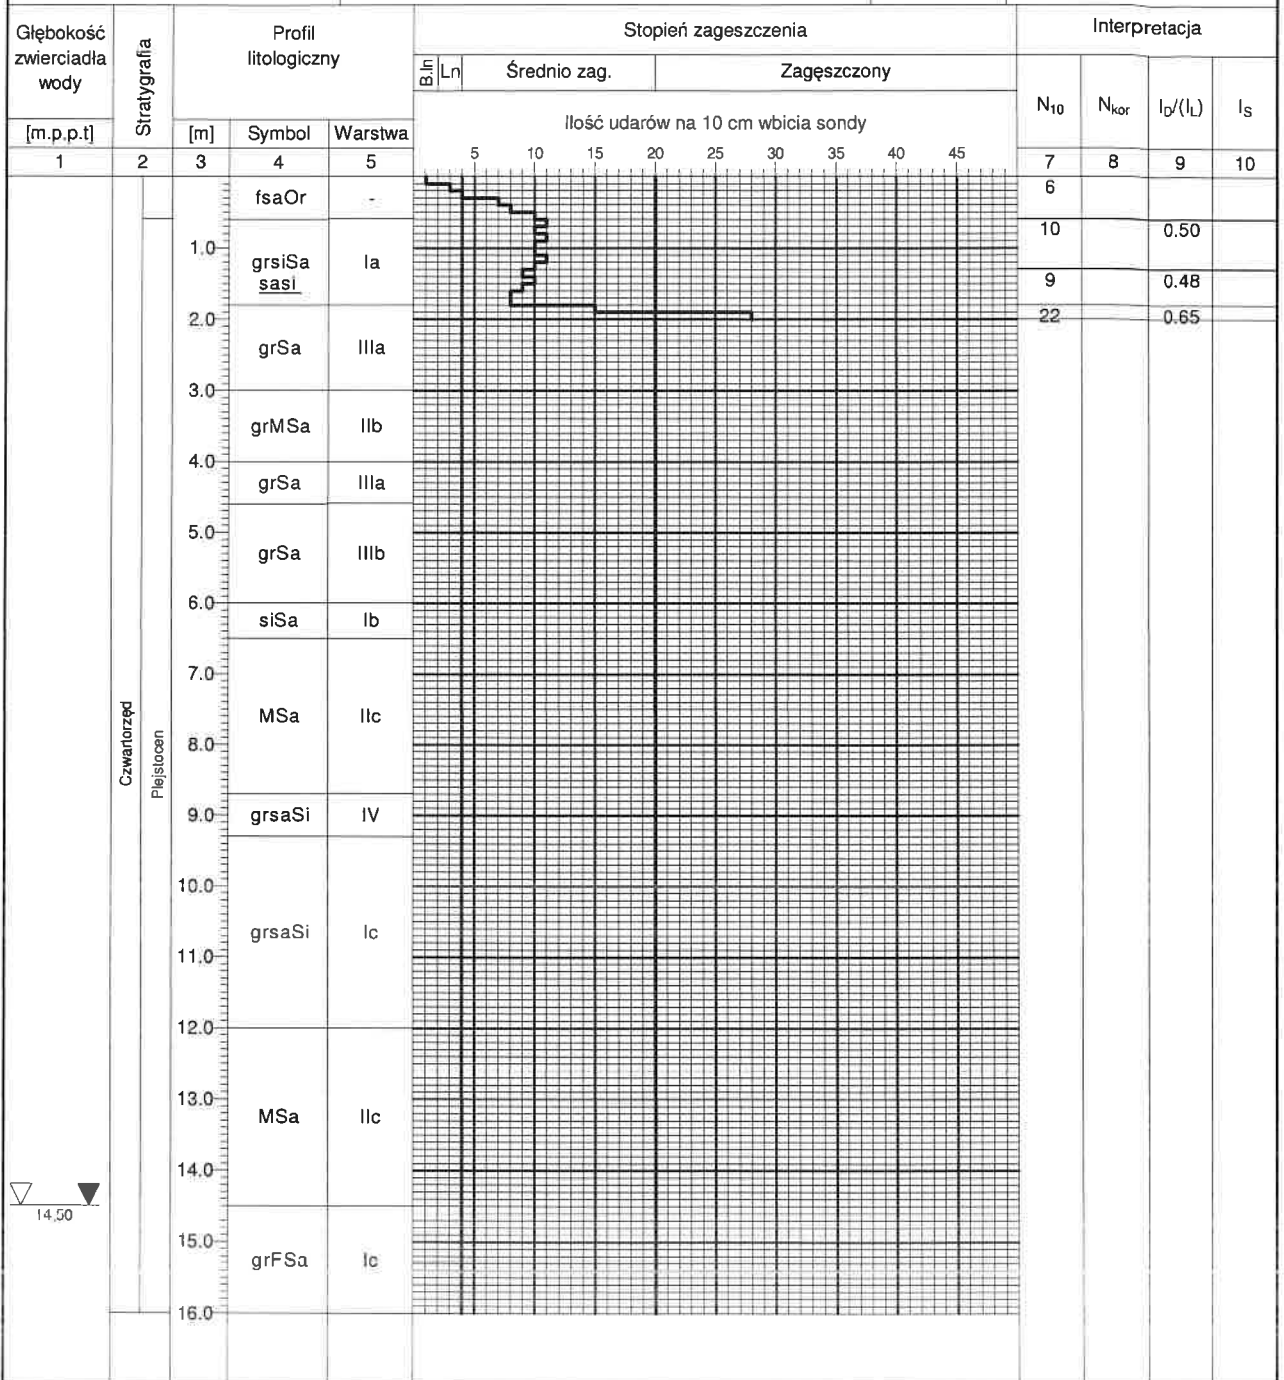 Głębokość
zwierciadła
wody
[m.p.p.t]
Stratygrafia
Profil
litologiczny
[m] Symbol Warstwa
Stopień zagęszczenia
B.ln Ln Średnio zag. Zagęszczony
Ilość udarów na 10 cm wbicia sondy
5 10 15 20 25 30 35 40 45
Interpretacja
N10 Nkor ID/(IL) IS
1 2 3 4 5 7 8 9 10
fsaOr - 6
1.0 10 0.50
grsiSa Ia
sasi 9 0.48
2.0 22 0.65
grSa IIIa
3.0
grMSa IIb
4.0
grSa IIIa
5.0
grSa IIIb
6.0
siSa Ib
7.0
MSa IIc
8.0
Czwartorzęd
Plejstocen
9.0 grsaSi IV
10.0
grsaSi Ic
11.0
12.0
13.0
MSa IIc
14.0
14,50
15.0
grFSa Ic
16.0